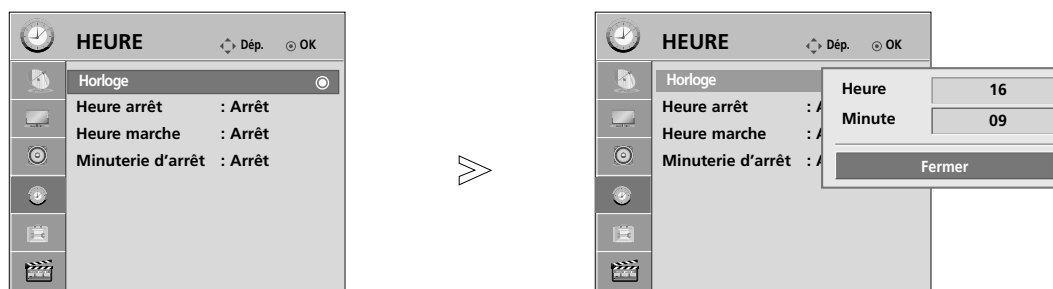 HEURE Dép. OK
Horloge
Heure arrêt : Arrêt
Heure marche : Arrêt
Minuterie d’arrêt : Arrêt
HEURE Dép. OK
Horloge
Heure arrêt : A
Heure marche : A
Minuterie d’arrêt : A
Heure 16
Minute 09
Fermer